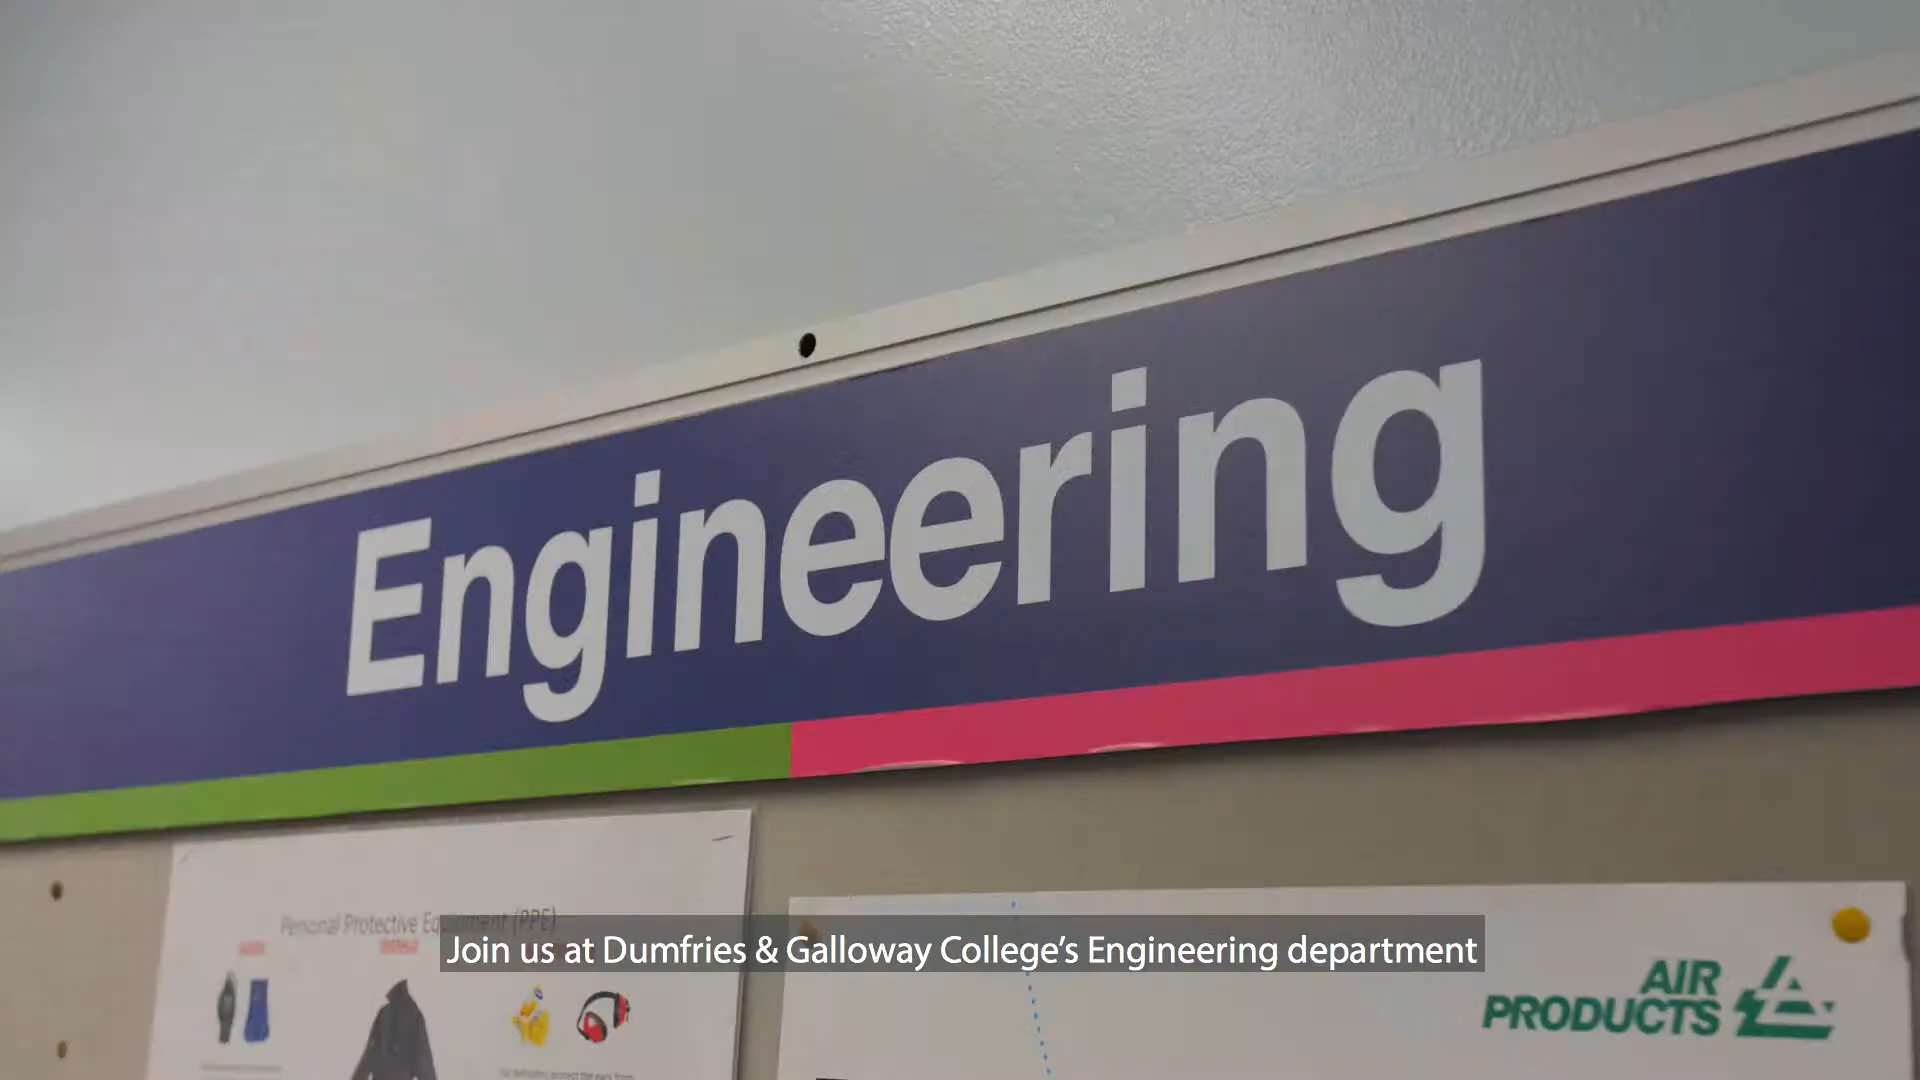 Engineering
Personal Protective Equipment (PPE)
Join us at Dumfries & Galloway College’s Engineering department
AIR
PRODUCTS